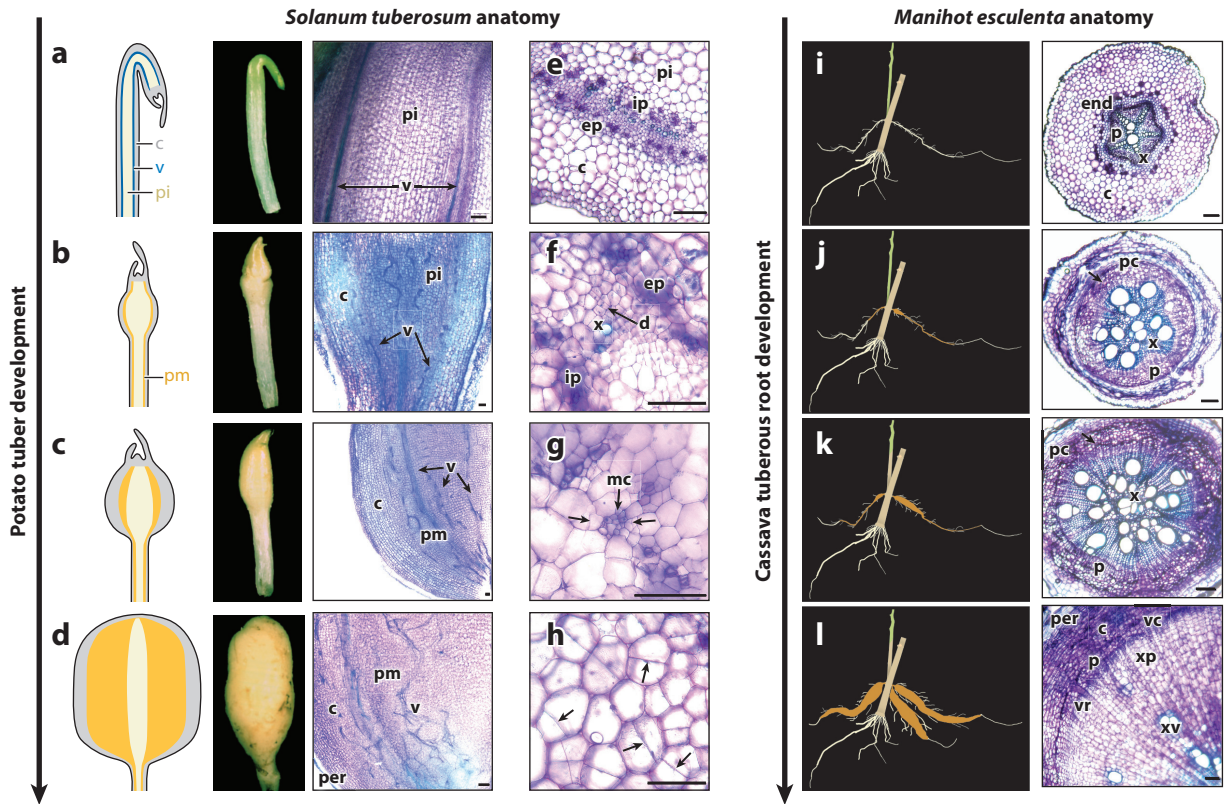 Solanum tuberosum anatomy
Manihot esculenta anatomy
Potato tuber development
a
c
v
pi
pi
v
e
pi
ip
ep
c
b
pm
c
pi
v
f
ep
x
d
ip
c
c
v
pm
g
mc
d
pm
c
v
per
h
Cassava tuberous root development
i
end
p
x
c
j
pc
x
p
k
pc
x
p
l
per
c
vc
p
xp
vr
xv